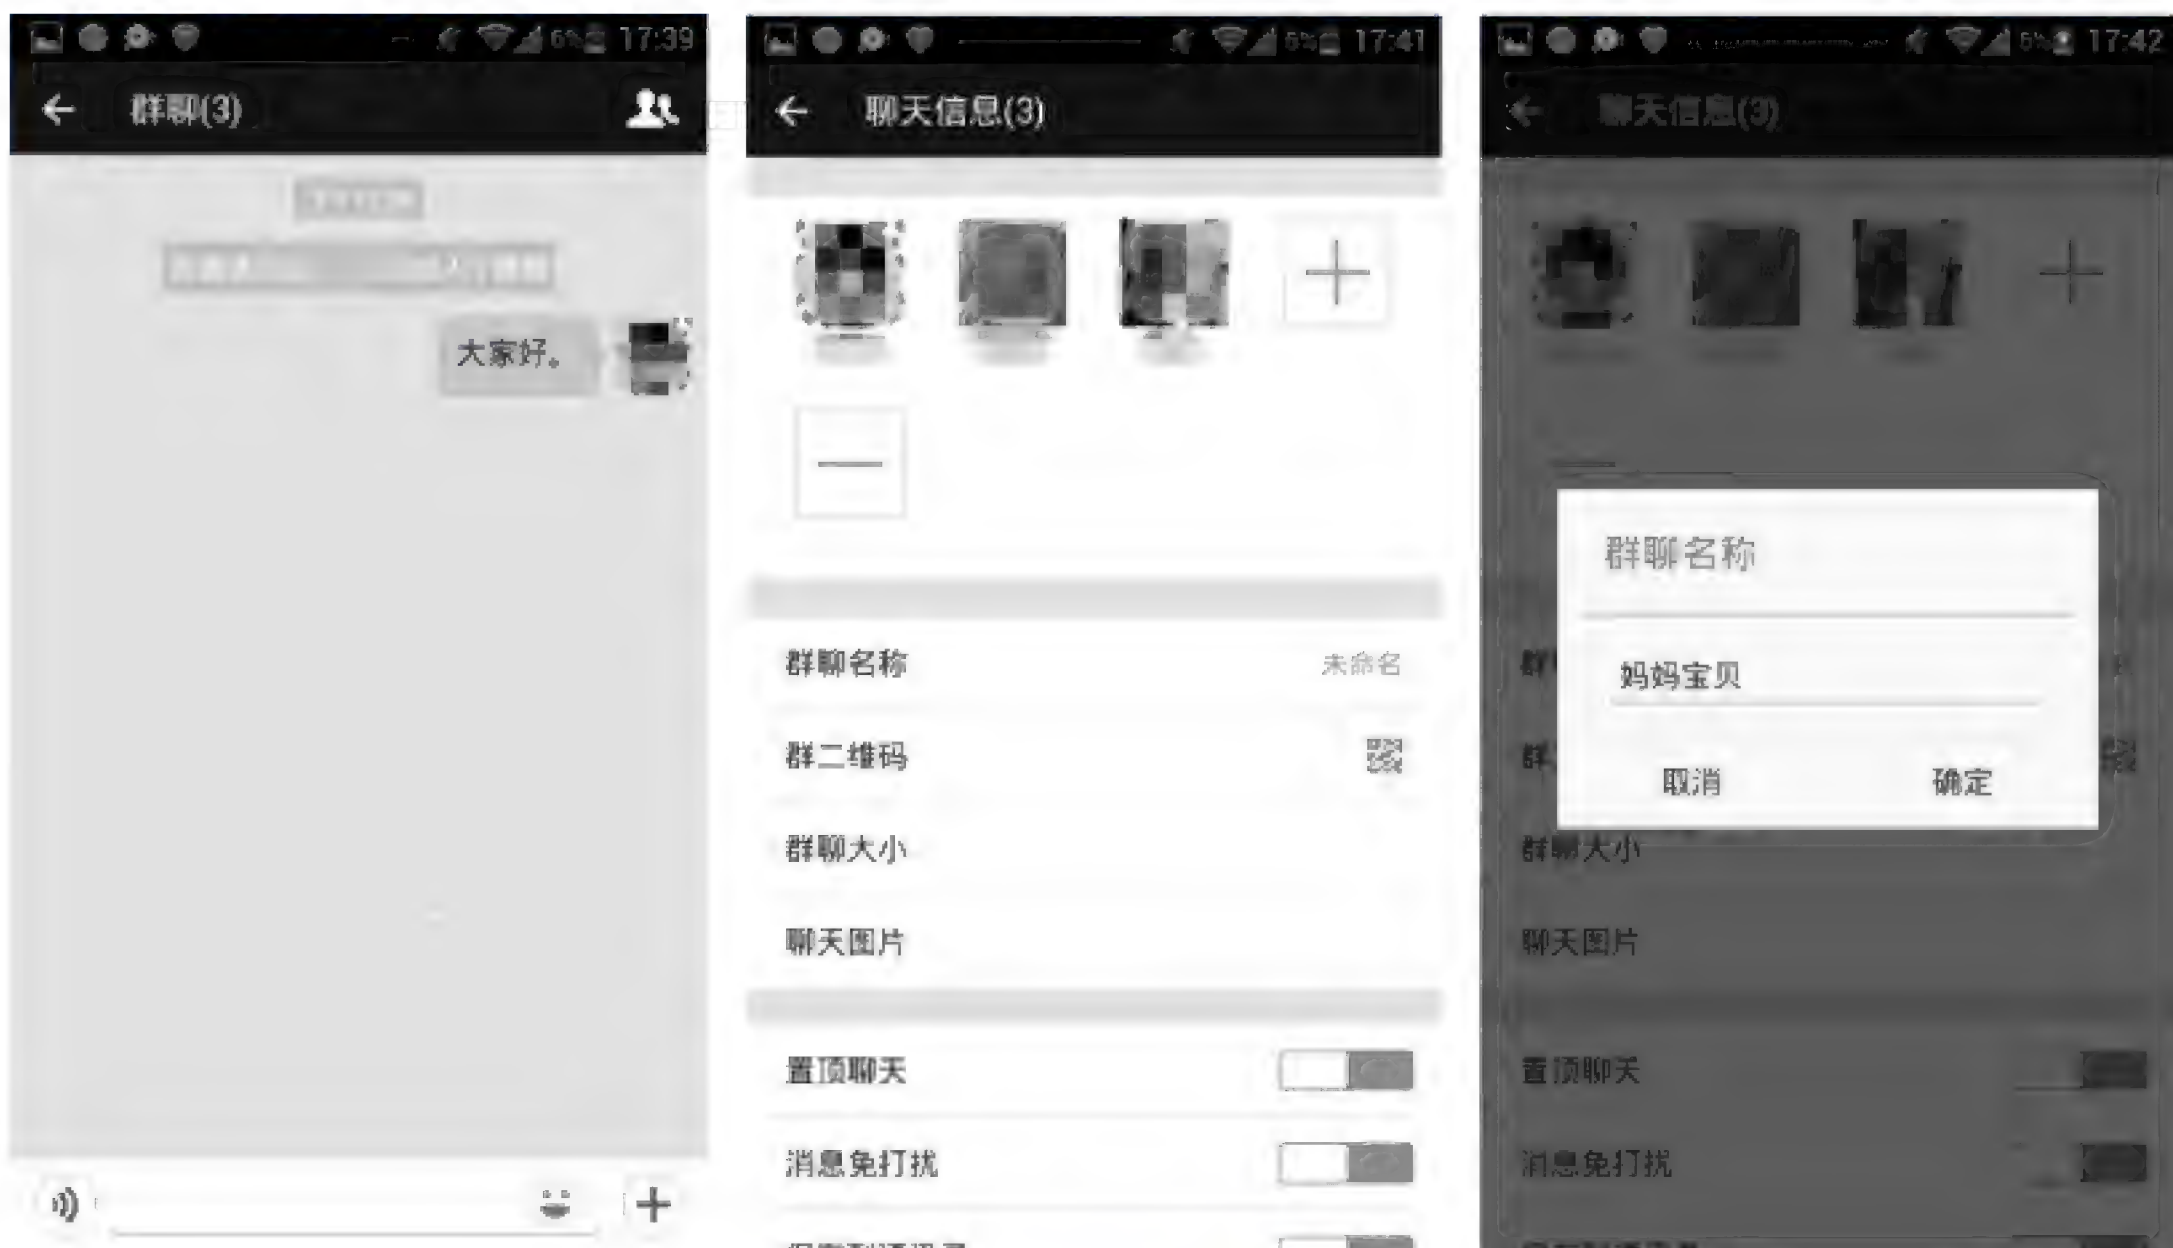 6% 17:39
群聊(3)
大家好。
6% 17:41
聊天信息(3)
群聊名称 未命名
群二维码
群聊大小
聊天图片
置顶聊天
消息免打扰
6% 17:42
聊天信息(3)
群聊名称
妈妈宝贝
取消 确定
群聊大小
聊天图片
置顶聊天
消息免打扰